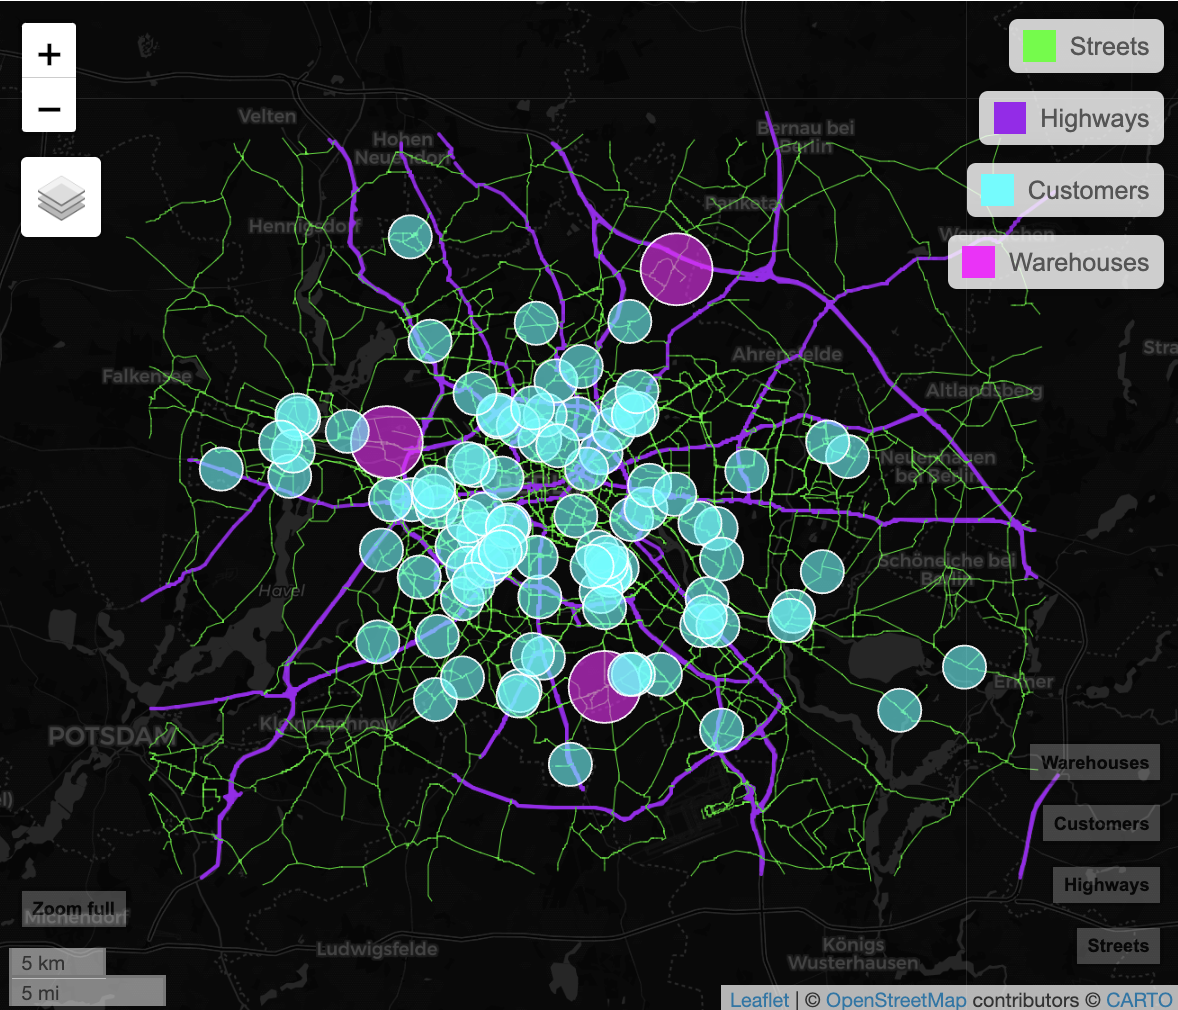 +
Streets
−
Velten
Highways
Hohen
Neuendorf
Bernau bei
Berlin
Customers
Panketal
Hennigsdorf
Werneuchen
Warehouses
Ahrensfelde
Falkensee
Altlandsberg
Stra
Neuenhagen
bei Berlin
Schöneiche bei
Berlin
Havel
Erkner
Kleinmachnow
POTSDAM
Warehouses
el)
Customers
Highways
Zoom full
Michendorf
Streets
Ludwigsfelde
Königs
Wusterhausen
5 km
5 mi
Leaflet | © OpenStreetMap contributors © CARTO